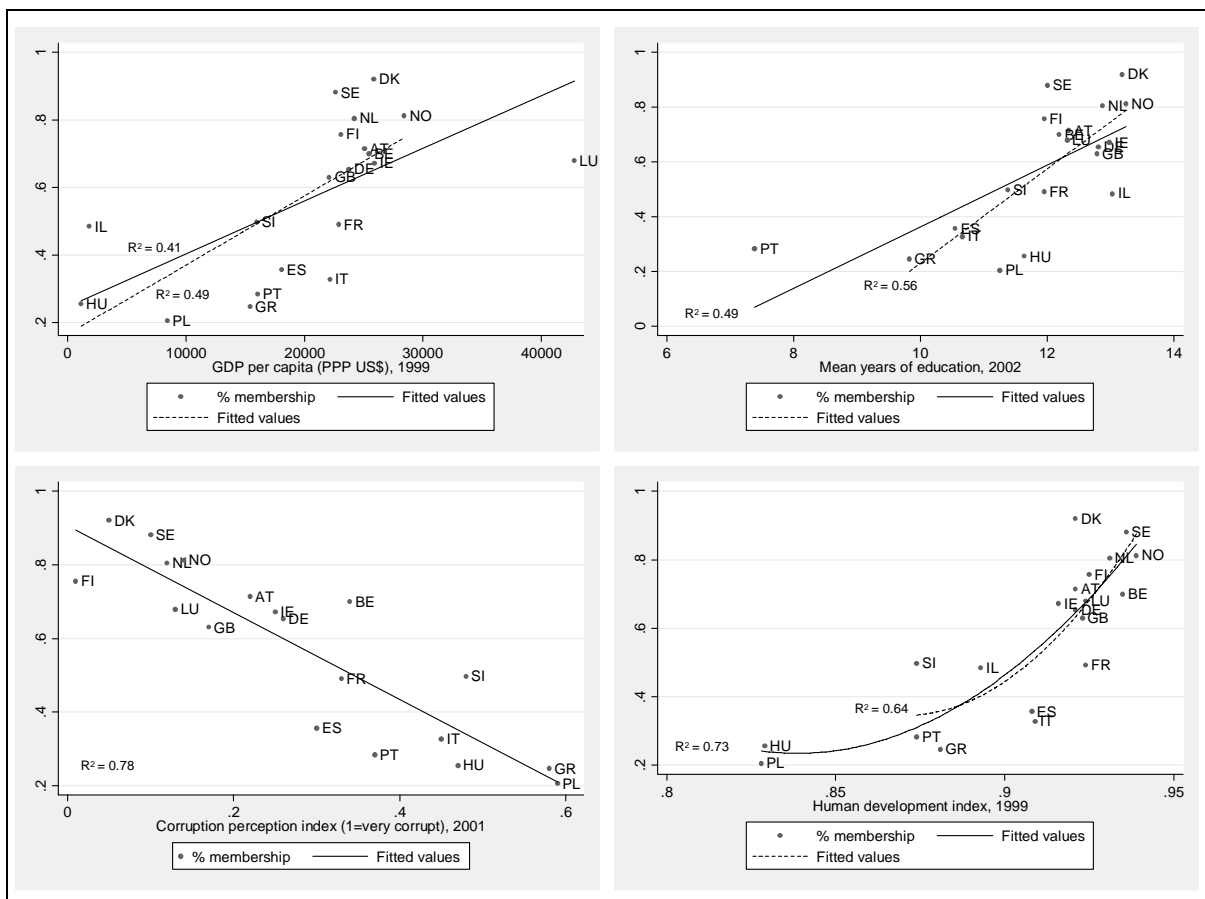 1
.8
.6
.4
.2
DK
SE
NL
NO
FI
AT
BE
IE
DE
GB
LU
SI
FR
IL
R² = 0.41
ES
IT
R² = 0.49
PT
GR
HU
PL
0 10000 20000 30000 40000
GDP per capita (PPP US$), 1999
% membership Fitted values
Fitted values
1
.8
.6
.4
.2
0
DK
SE
NL
NO
FI
AT
BE
LU
IE
DE
GB
SI
FR
IL
ES
IT
PT
GR
HU
PL
R² = 0.56
R² = 0.49
6 8 10 12 14
Mean years of education, 2002
% membership Fitted values
Fitted values
1
.8
.6
.4
.2
DK
SE
NL
NO
FI
AT
BE
LU
IE
DE
GB
FR
SI
ES
IT
PT
HU
GR
PL
R² = 0.78
0 .2 .4 .6
Corruption perception index (1=very corrupt), 2001
% membership Fitted values
1
.8
.6
.4
.2
DK
SE
NL
NO
FI
AT
BE
LU
IE
DE
GB
SI
IL
FR
R² = 0.64
ES
IT
PT
GR
R² = 0.73
HU
PL
.8 .85 .9 .95
Human development index, 1999
% membership Fitted values
Fitted values